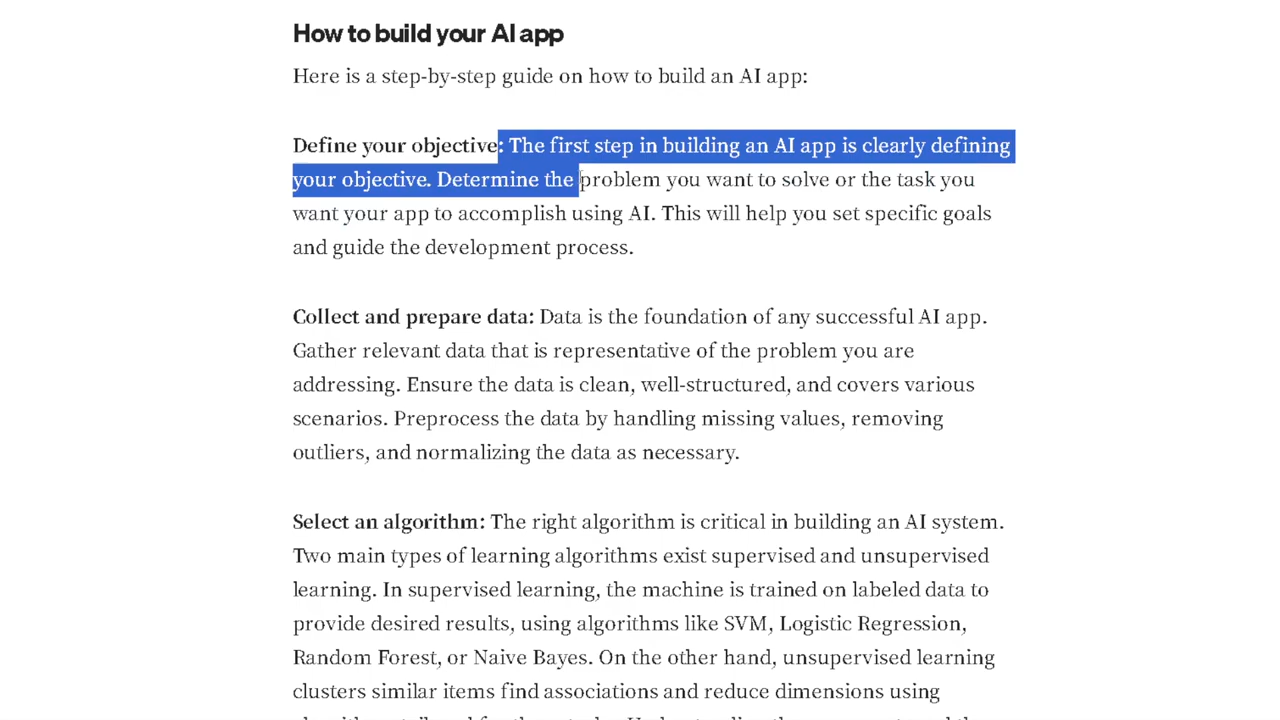 How to build your AI app
Here is a step-by-step guide on how to build an AI app:
Define your objective: The first step in building an AI app is clearly defining
your objective. Determine the problem you want to solve or the task you
want your app to accomplish using AI. This will help you set specific goals
and guide the development process.
Collect and prepare data: Data is the foundation of any successful AI app.
Gather relevant data that is representative of the problem you are
addressing. Ensure the data is clean, well-structured, and covers various
scenarios. Preprocess the data by handling missing values, removing
outliers, and normalizing the data as necessary.
Select an algorithm: The right algorithm is critical in building an AI system.
Two main types of learning algorithms exist supervised and unsupervised
learning. In supervised learning, the machine is trained on labeled data to
provide desired results, using algorithms like SVM, Logistic Regression,
Random Forest, or Naive Bayes. On the other hand, unsupervised learning
clusters similar items find associations and reduce dimensions using